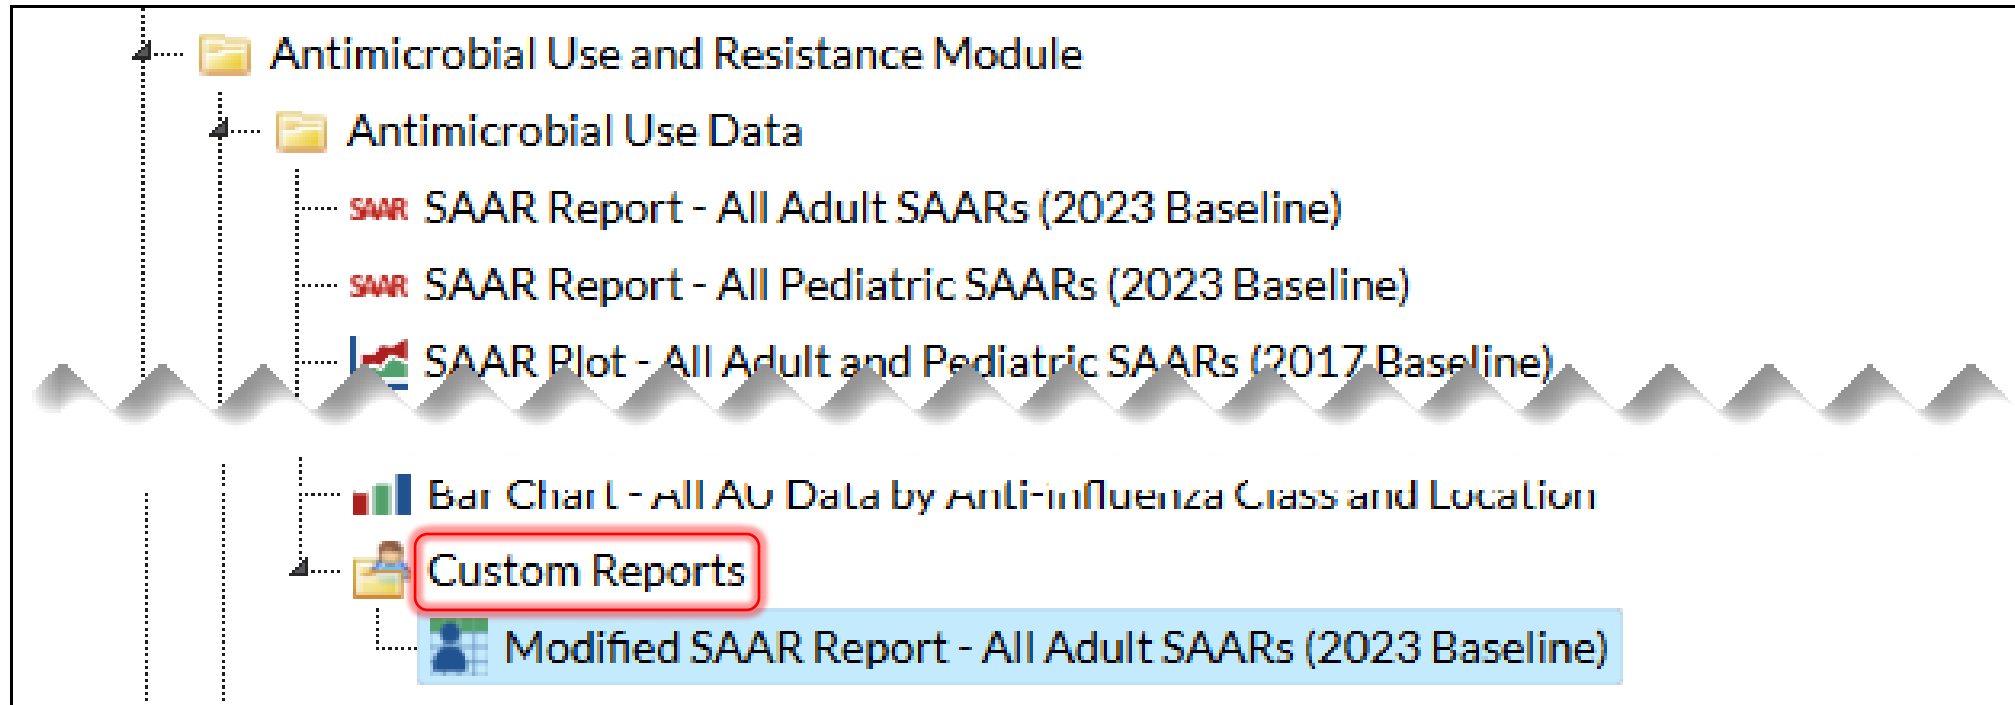 Antimicrobial Use and Resistance Module
Antimicrobial Use Data
SAAR SAAR Report - All Adult SAARs (2023 Baseline)
SAAR SAAR Report - All Pediatric SAARs (2023 Baseline)
SAAR Plot - All Adult and Pediatric SAARs (2017 Baseline)
Bar Chart - All AU Data by Anti-influenza Class and Location
Custom Reports
Modified SAAR Report - All Adult SAARs (2023 Baseline)